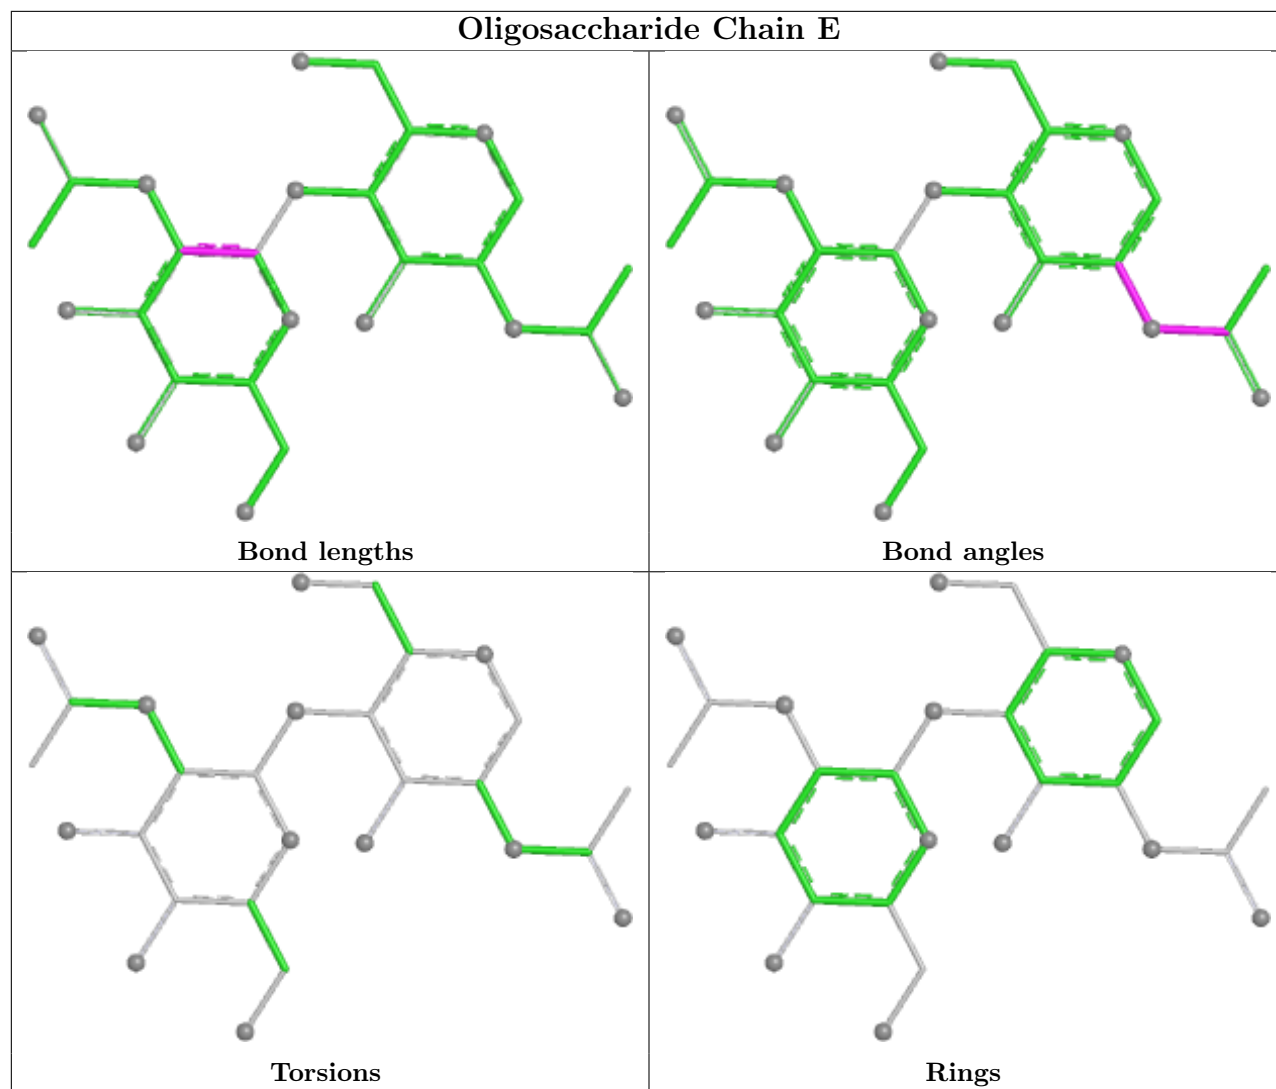 Oligosaccharide Chain E
Bond lengths
Bond angles
Torsions
Rings